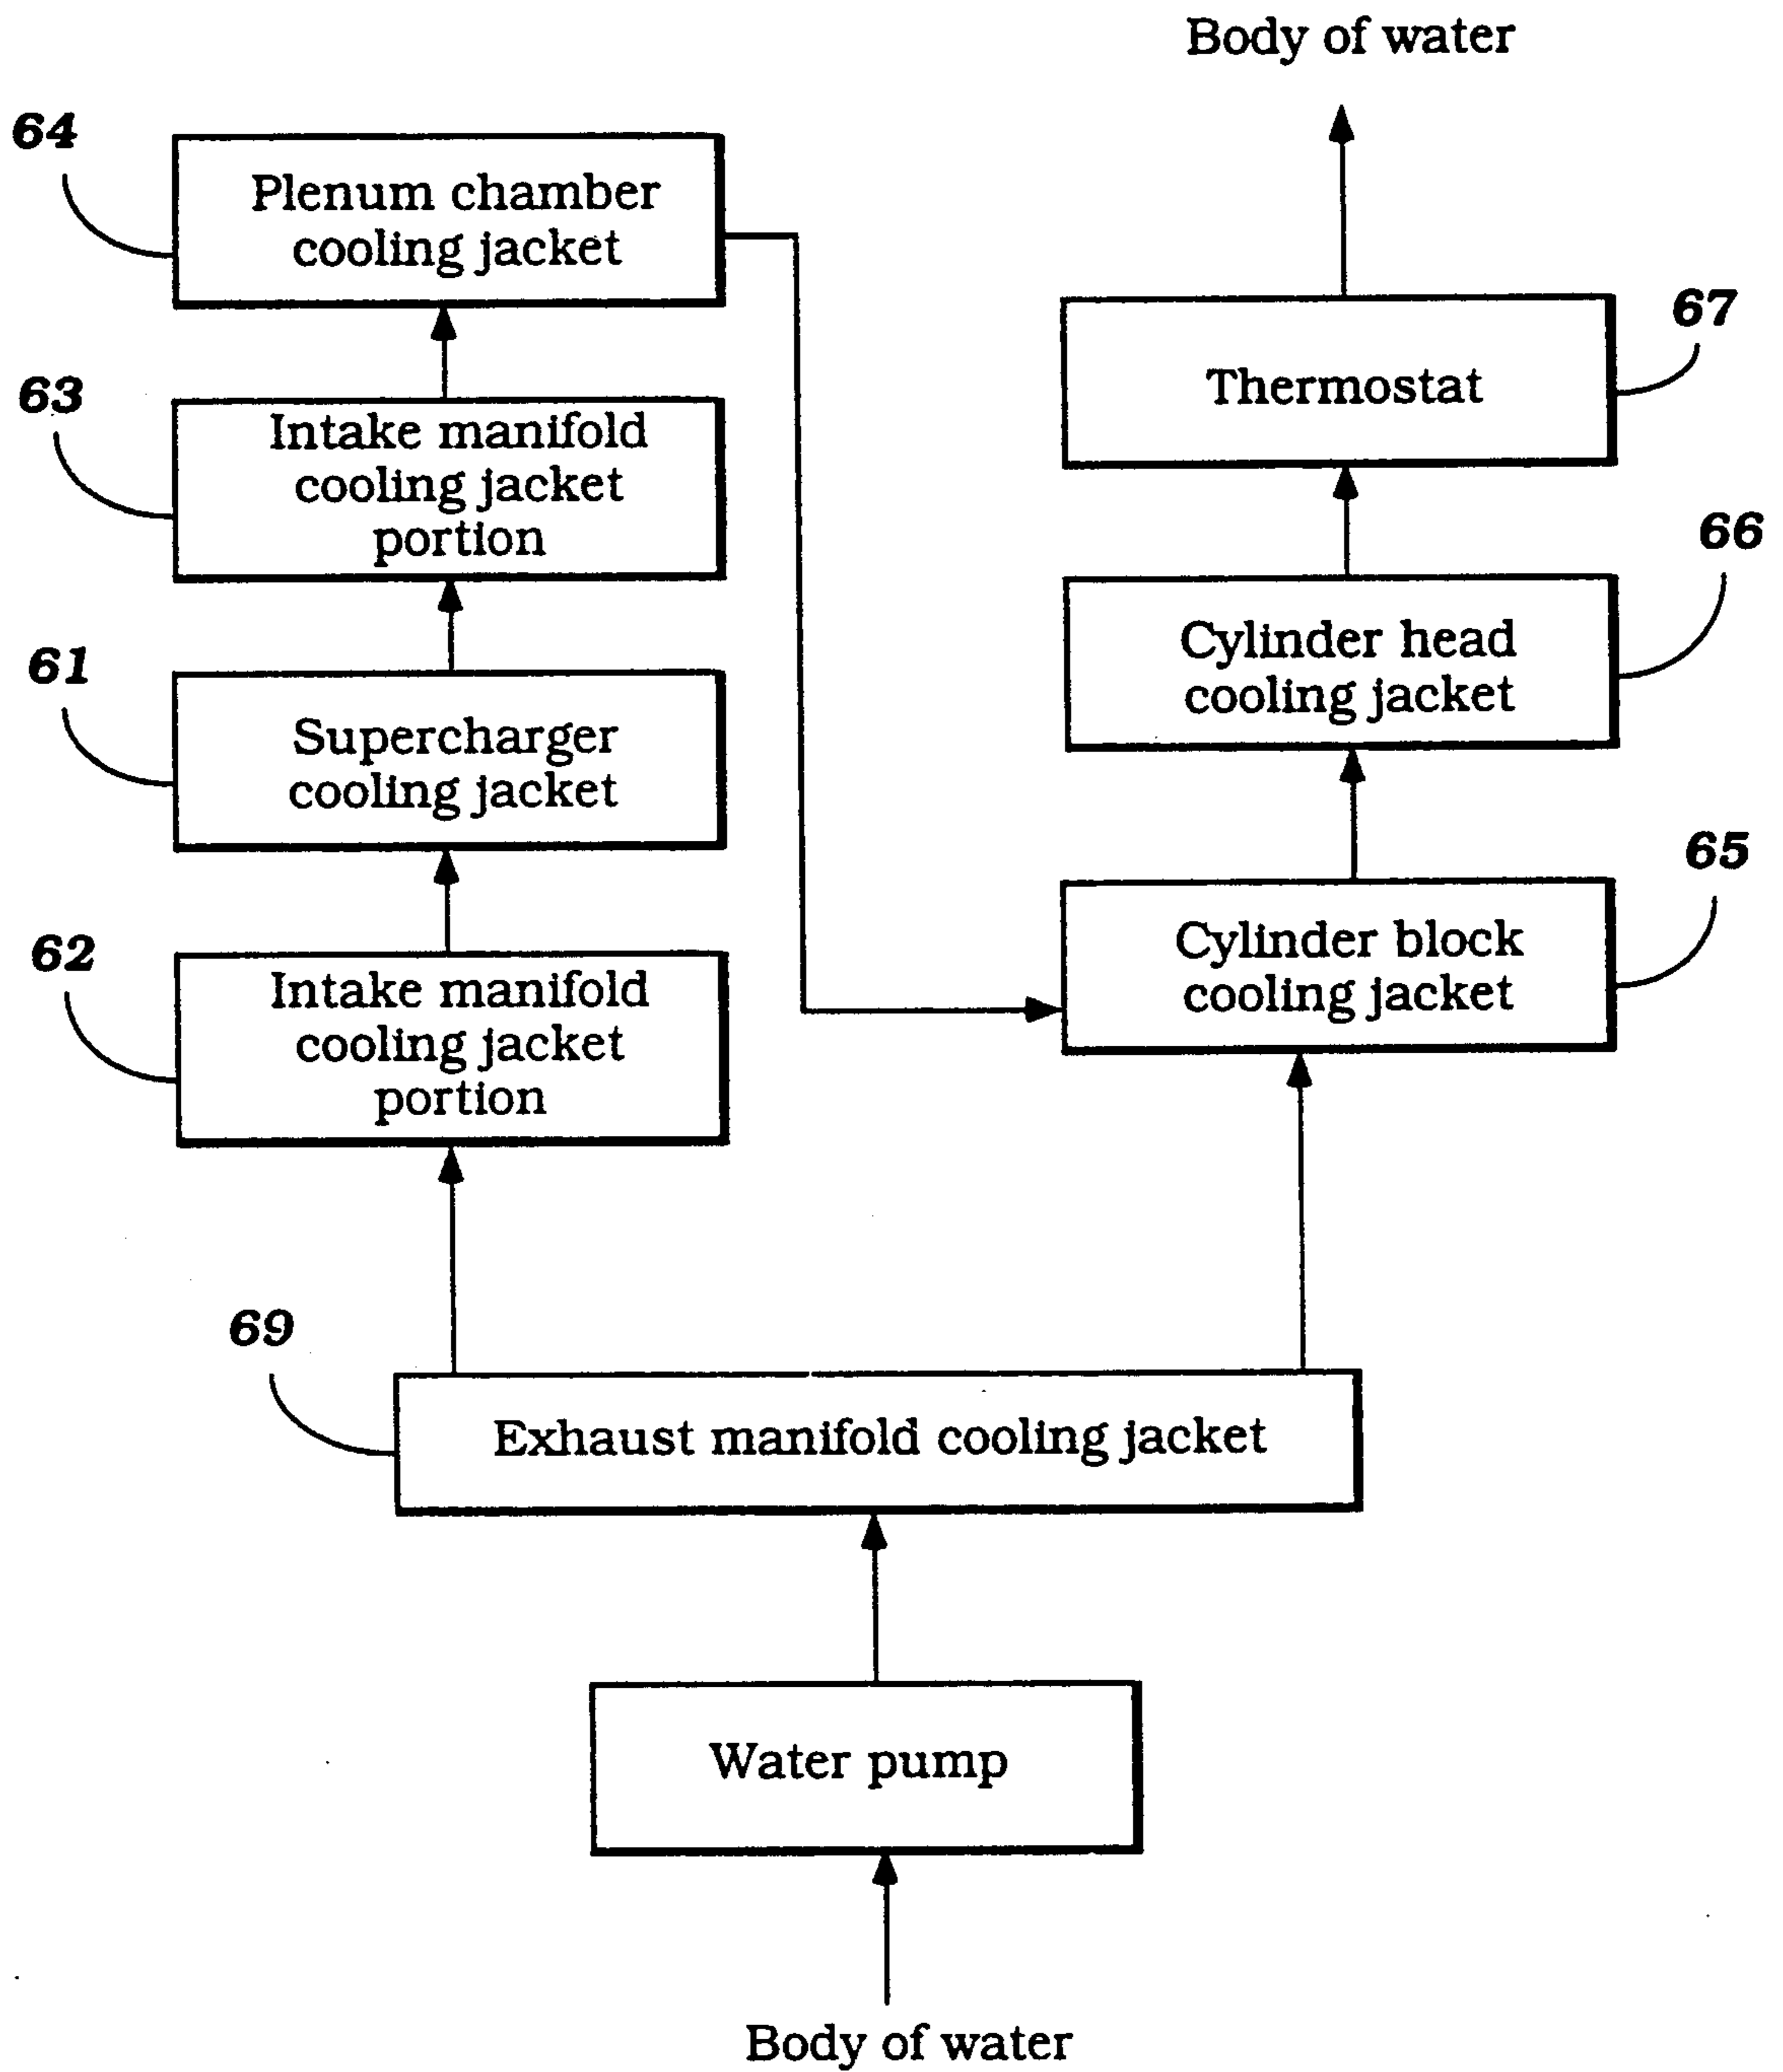 Body of water
64
Plenum chamber
cooling jacket
67
Thermostat
63
Intake manifold
cooling jacket
portion
66
Cylinder head
cooling jacket
61
Supercharger
cooling jacket
65
Cylinder block
cooling jacket
62
Intake manifold
cooling jacket
portion
69
Exhaust manifold cooling jacket
Water pump
Body of water